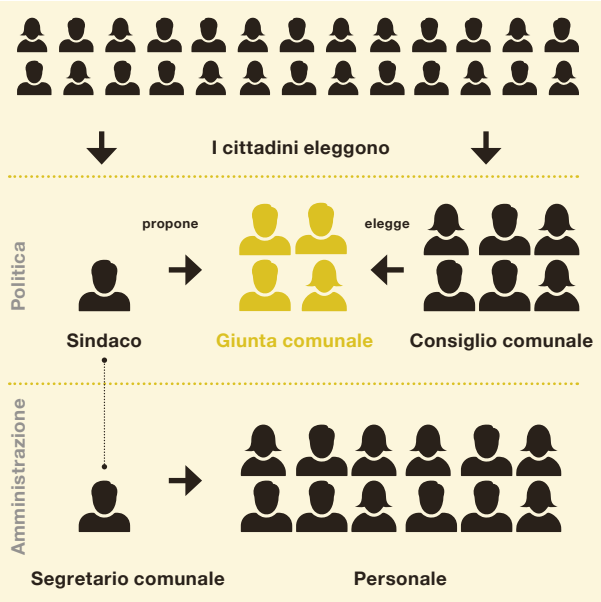 I cittadini eleggono
Politica
propone
elegge
Sindaco
Giunta comunale
Consiglio comunale
Amministrazione
Segretario comunale
Personale